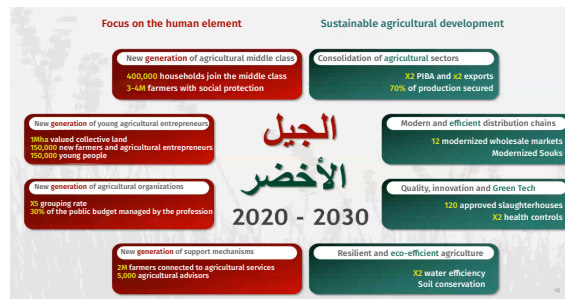 Focus on the human element
Sustainable agricultural development
New generation of agricultural middle class
400,000 households join the middle class
3-4M farmers with social protection
Consolidation of agricultural sectors
X2 PIBA and x2 exports
70% of production secured
New generation of young agricultural entrepreneurs
1Mha valued collective land
150,000 new farmers and agricultural entrepreneurs
150,000 young people
الجيل
الأخضر
2020 - 2030
Modern and efficient distribution chains
12 modernized wholesale markets
Modernized Souks
New generation of agricultural organizations
X5 grouping rate
30% of the public budget managed by the profession
Quality, innovation and Green Tech
120 approved slaughterhouses
X2 health controls
New generation of support mechanisms
2M farmers connected to agricultural services
5,000 agricultural advisors
Resilient and eco-efficient agriculture
X2 water efficiency
Soil conservation